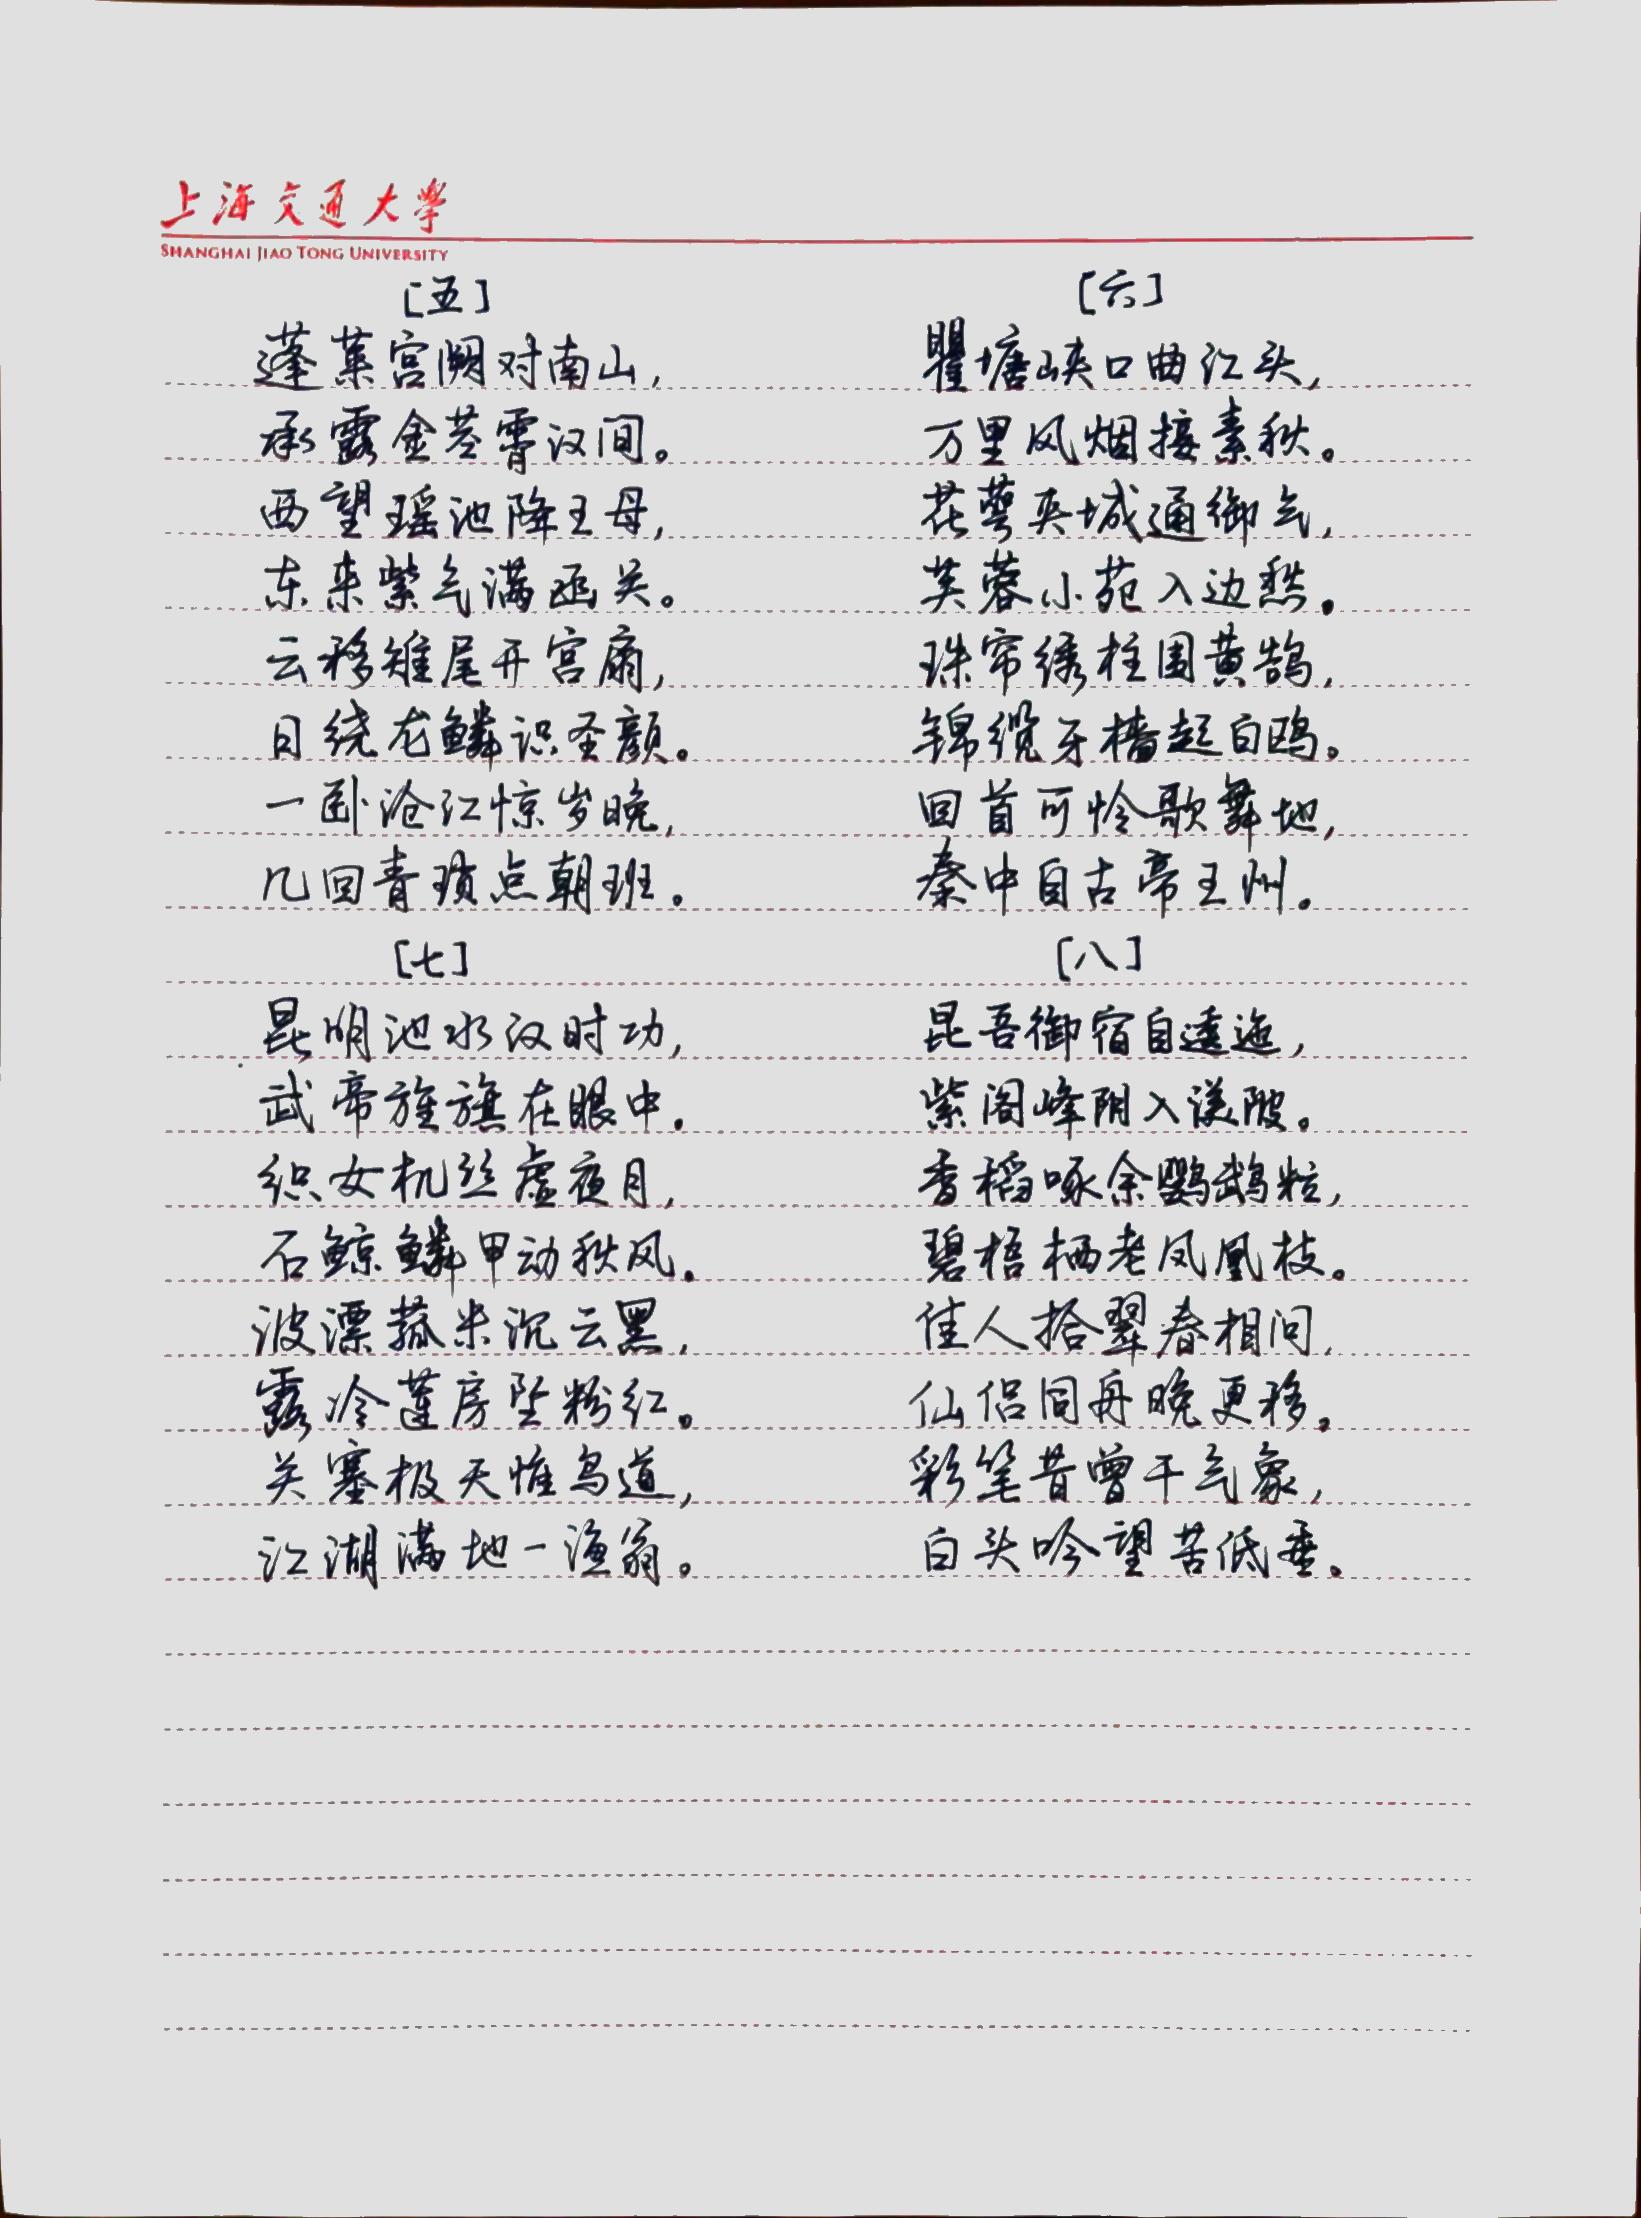 上海交通大学
SHANGHAI JIAO TONG UNIVERSITY
[五]
蓬莱宫阙对南山，
承露金茎霄汉间。
西望瑶池降王母，
东来紫气满函关。
云移雉尾开宫扇，
日绕龙鳞识圣颜。
一卧沧江惊岁晚，
几回青琐点朝班。
[六]
瞿塘峡口曲江头，
万里风烟接素秋。
花萼夹城通御气，
芙蓉小苑入边愁。
珠帘绣柱围黄鹄，
锦缆牙樯起白鸥。
回首可怜歌舞地，
秦中自古帝王州。
[七]
昆明池水汉时功，
武帝旌旗在眼中。
织女机丝虚夜月，
石鲸鳞甲动秋风。
波漂菰米沉云黑，
露冷莲房坠粉红。
关塞极天惟鸟道，
江湖满地一渔翁。
[八]
昆吾御宿自逶迤，
紫阁峰阴入渼陂。
香稻啄余鹦鹉粒，
碧梧栖老凤凰枝。
佳人拾翠春相问，
仙侣同舟晚更移。
彩笔昔曾干气象，
白头吟望苦低垂。